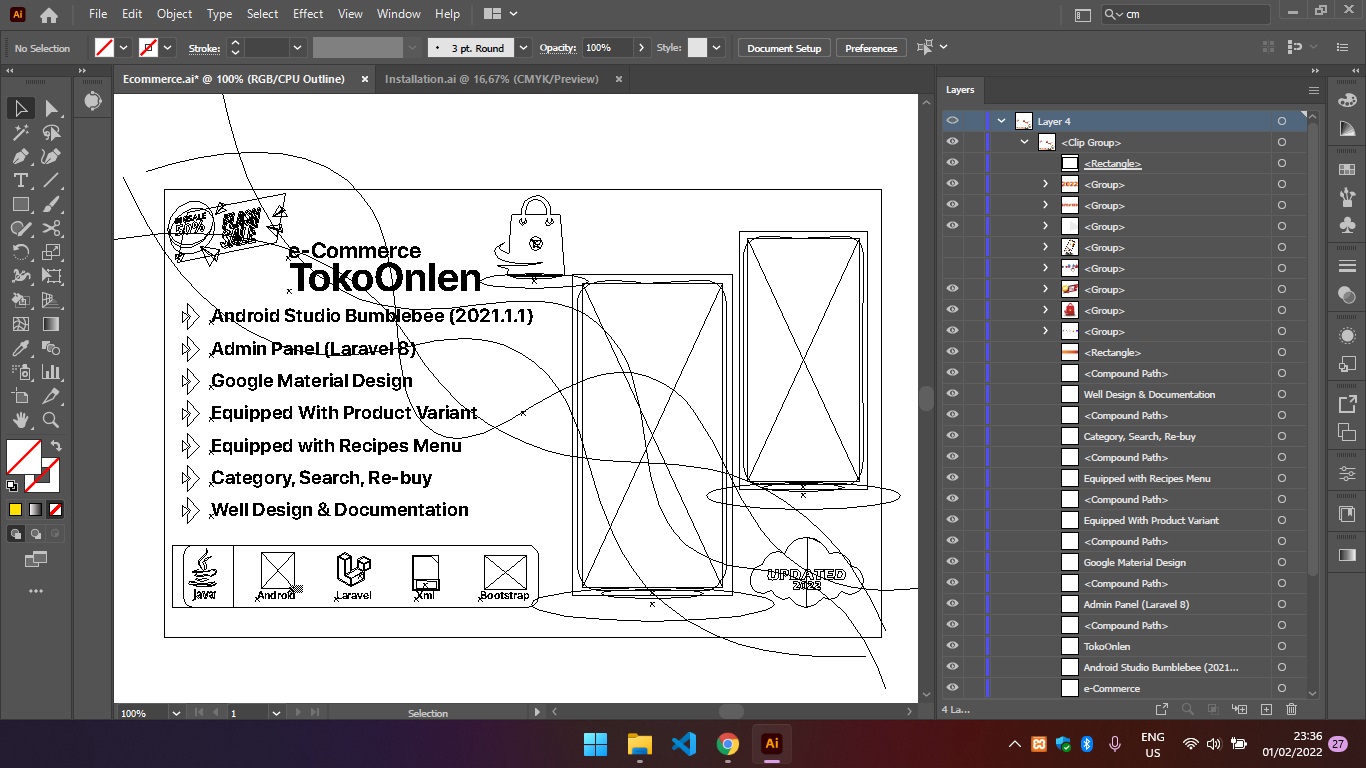 Ai
File Edit Object Type Select Effect View Window Help
cm
No Selection
Stroke:
3 pt. Round
Opacity: 100%
Style:
Document Setup
Preferences
Ecommerce.ai* @ 100% (RGB/CPU Outline) ×
Installation.ai @ 16,67% (CMYK/Preview) ×
Layers
50%
FLASH
SALE
e-Commerce
TokoOnlen
Android Studio Bumblebee (2021.1.1)
Admin Panel (Laravel 8)
Google Material Design
Equipped With Product Variant
Equipped with Recipes Menu
Category, Search, Re-buy
Well Design & Documentation
Java
Android
Laravel
Xml
Bootstrap
UPDATED
2022
Layer 4
<Clip Group>
<Rectangle>
<Group>
<Group>
<Group>
<Group>
<Group>
<Group>
<Group>
<Group>
<Rectangle>
<Compound Path>
Well Design & Documentation
<Compound Path>
Category, Search, Re-buy
<Compound Path>
Equipped with Recipes Menu
<Compound Path>
Equipped With Product Variant
<Compound Path>
Google Material Design
<Compound Path>
Admin Panel (Laravel 8)
<Compound Path>
TokoOnlen
Android Studio Bumblebee (2021...
e-Commerce
4 La...
100%
1
Selection
Ai
ENG
US
23:36
01/02/2022
27